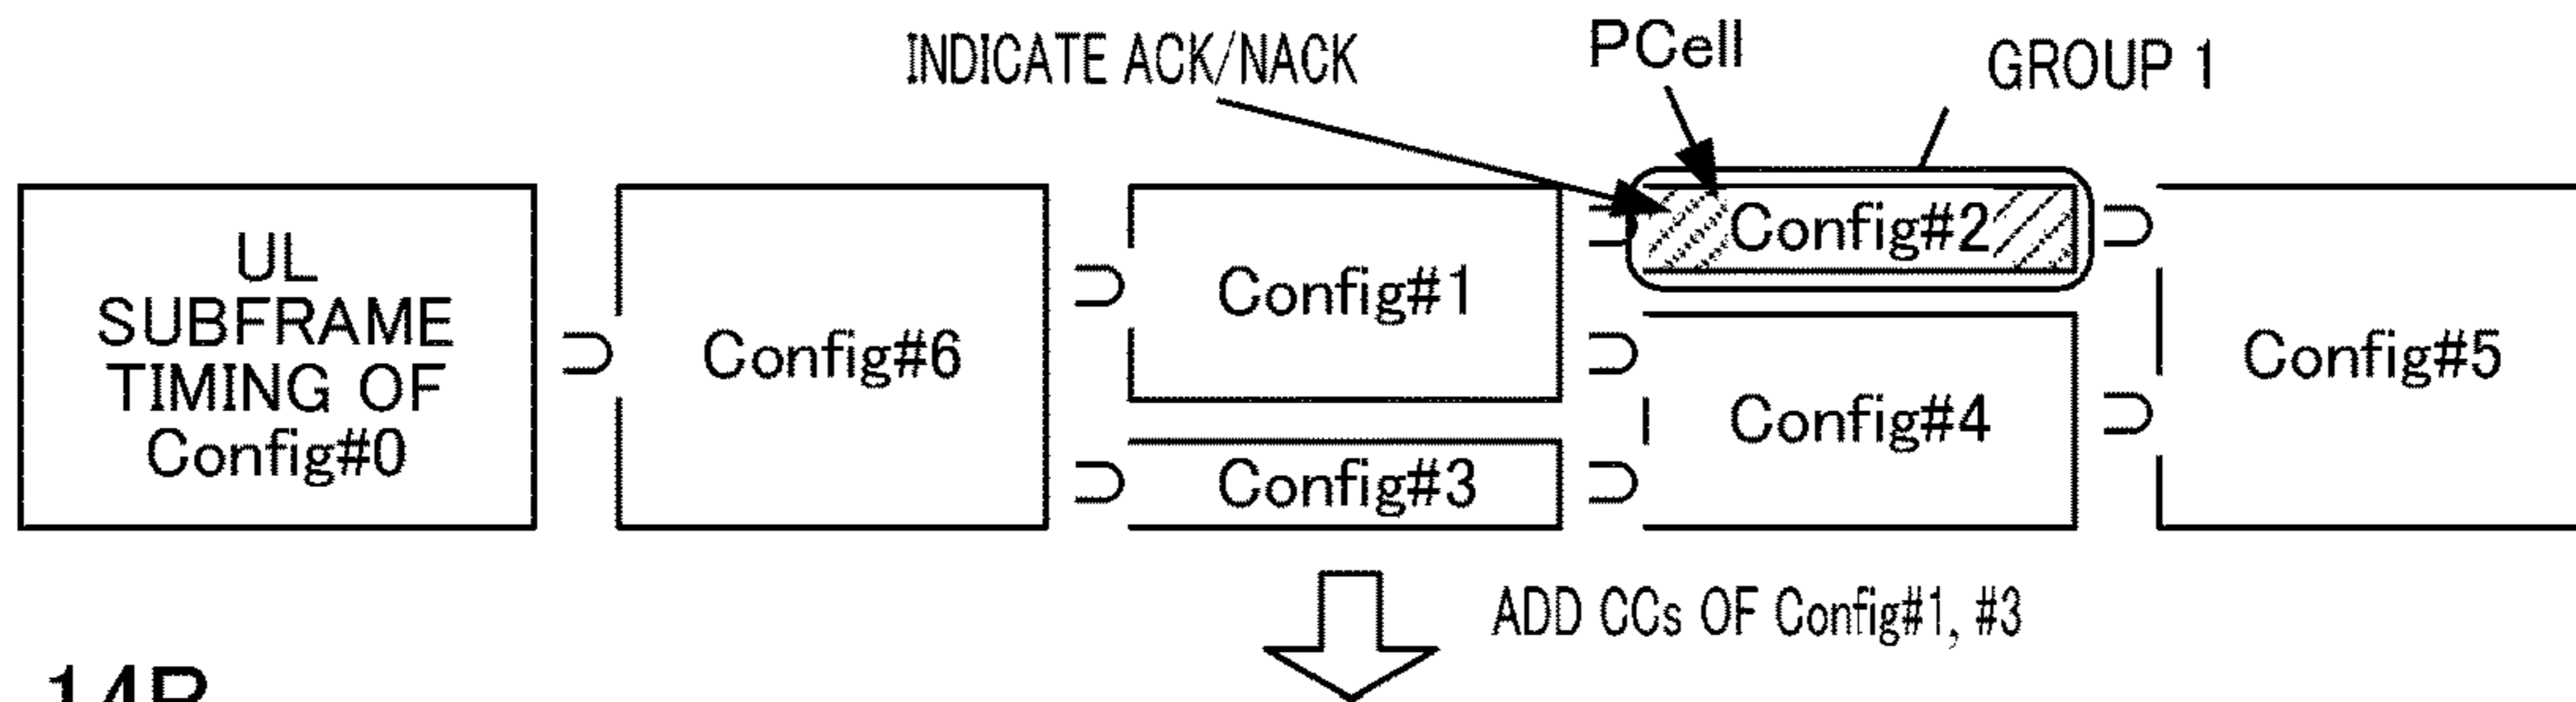 INDICATE ACK/NACK
PCell
GROUP 1
UL
SUBFRAME
TIMING OF
Config#0
⊃
Config#6
⊃
Config#1
⊃
Config#3
⊃
Config#2
⊃
Config#4
⊃
⊃
Config#5
⊃
ADD CCs OF Config#1, #3
14B